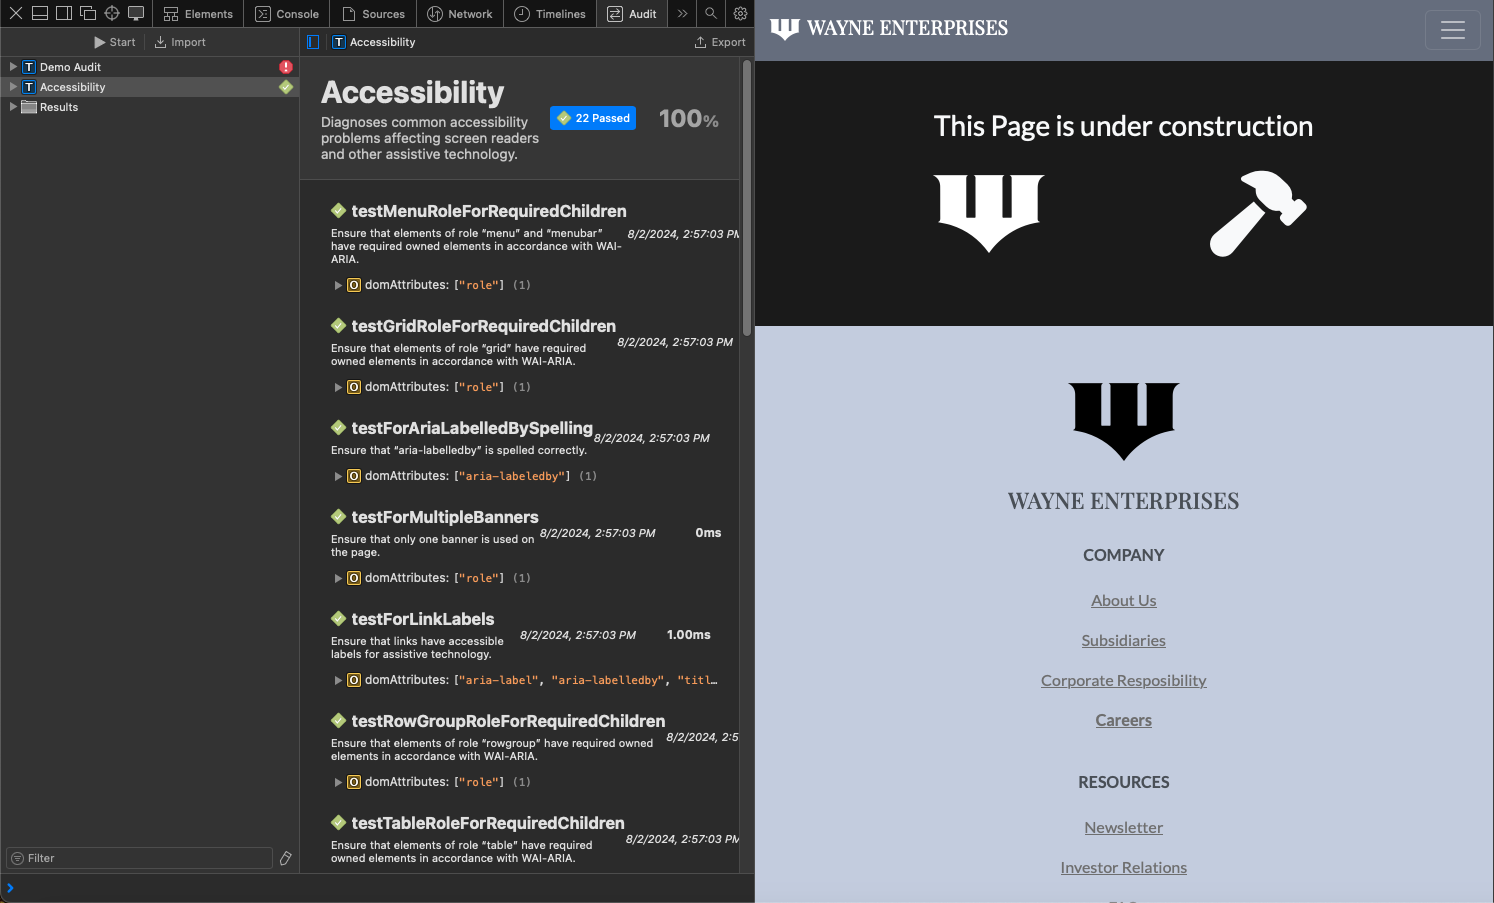 Elements
Console
Sources
Network
Timelines
Audit
Start
Import
Accessibility
Export
Demo Audit
Accessibility
Results
Accessibility
Diagnoses common accessibility
problems affecting screen readers
and other assistive technology.
22 Passed
100%
testMenuRoleForRequiredChildren
Ensure that elements of role “menu” and “menubar”
have required owned elements in accordance with WAI-
ARIA.
8/2/2024, 2:57:03 PM
domAttributes: ["role"] (1)
testGridRoleForRequiredChildren
Ensure that elements of role “grid” have required
owned elements in accordance with WAI-ARIA.
8/2/2024, 2:57:03 PM
domAttributes: ["role"] (1)
testForAriaLabelledBySpelling
Ensure that “aria-labelledby” is spelled correctly.
8/2/2024, 2:57:03 PM
domAttributes: ["aria-labeledby"] (1)
testForMultipleBanners
Ensure that only one banner is used on
the page.
8/2/2024, 2:57:03 PM
0ms
domAttributes: ["role"] (1)
testForLinkLabels
Ensure that links have accessible
labels for assistive technology.
8/2/2024, 2:57:03 PM
1.00ms
domAttributes: ["aria-label", "aria-labelledby", "titl…
testRowGroupRoleForRequiredChildren
Ensure that elements of role “rowgroup” have required owned
elements in accordance with WAI-ARIA.
8/2/2024, 2:5
domAttributes: ["role"] (1)
testTableRoleForRequiredChildren
Ensure that elements of role “table” have required
owned elements in accordance with WAI-ARIA.
8/2/2024, 2:57:03 PM
Filter
WAYNE ENTERPRISES
This Page is under construction
WAYNE ENTERPRISES
COMPANY
About Us
Subsidiaries
Corporate Resposibility
Careers
RESOURCES
Newsletter
Investor Relations